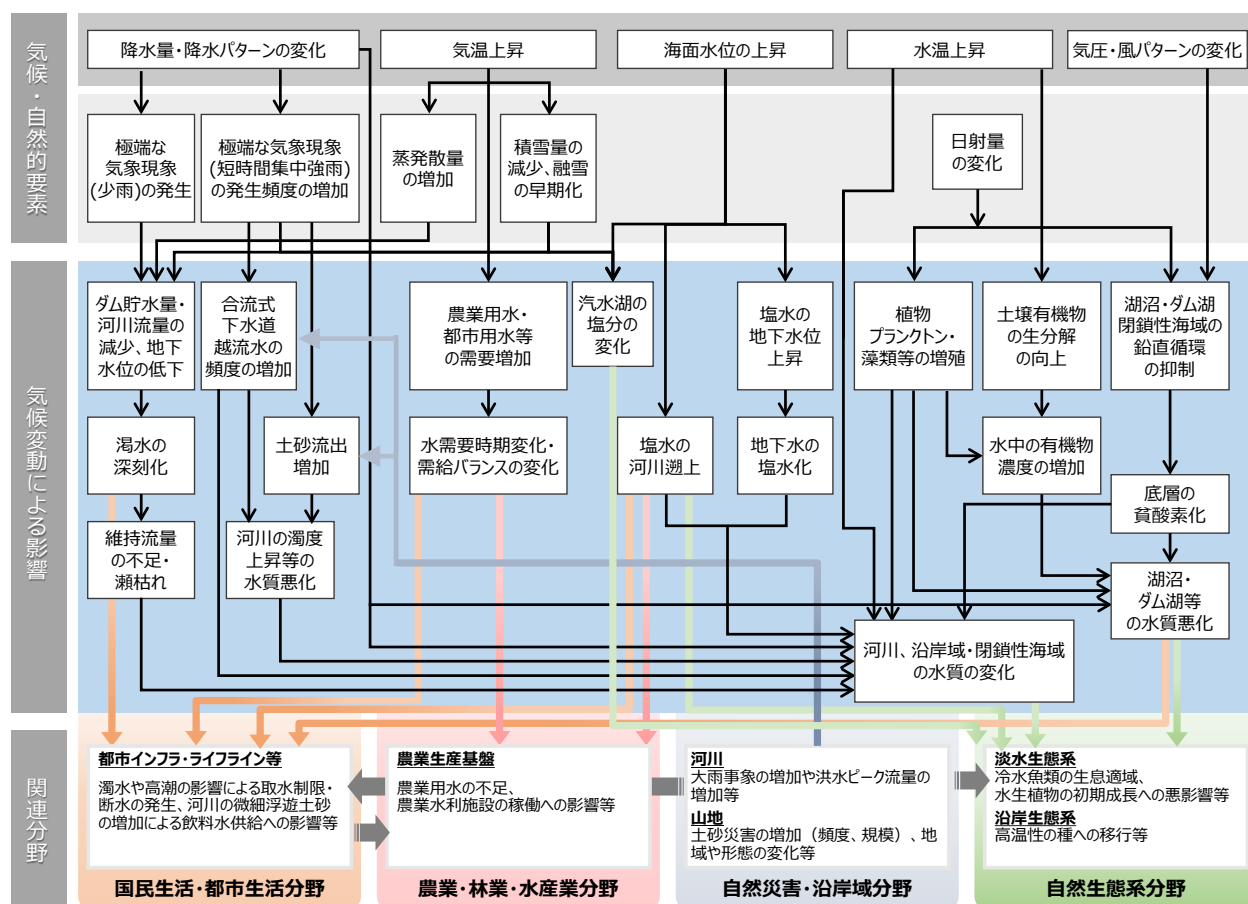 気候・自然的要素
降水量・降水パターンの変化
気温上昇
海面水位の上昇
水温上昇
気圧・風パターンの変化
極端な
気象現象
(少雨)の発生
極端な気象現象
(短時間集中強雨)
の発生頻度の増加
蒸発散量
の増加
積雪量の
減少、融雪
の早期化
日射量
の変化
気候変動による影響
ダム貯水量・
河川流量の
減少、地下
水位の低下
合流式
下水道
越流水の
頻度の増加
農業用水・
都市用水等
の需要増加
汽水湖の
塩分の
変化
塩水の
地下水位
上昇
植物
プランクトン・
藻類等の増殖
土壌有機物
の生分解
の向上
湖沼・ダム湖
閉鎖性海域の
鉛直循環
の抑制
渇水の
深刻化
土砂流出
増加
水需要時期変化・
需給バランスの変化
塩水の
河川遡上
地下水の
塩水化
水中の有機物
濃度の増加
底層の
貧酸素化
維持流量
の不足・
瀬枯れ
河川の濁度
上昇等の
水質悪化
湖沼・
ダム湖等
の水質悪化
河川、沿岸域・閉鎖性海域
の水質の変化
関連分野
都市インフラ・ライフライン等
濁水や高潮の影響による取水制限・
断水の発生、河川の微細浮遊土砂
の増加による飲料水供給への影響等
国民生活・都市生活分野
農業生産基盤
農業用水の不足、
農業水利施設の稼働への影響等
農業・林業・水産業分野
河川
大雨事象の増加や洪水ピーク流量の
増加等
山地
土砂災害の増加（頻度、規模）、地
域や形態の変化等
自然災害・沿岸域分野
淡水生態系
冷水魚類の生息適域、
水生植物の初期成長への悪影響等
沿岸生態系
高温性の種への移行等
自然生態系分野